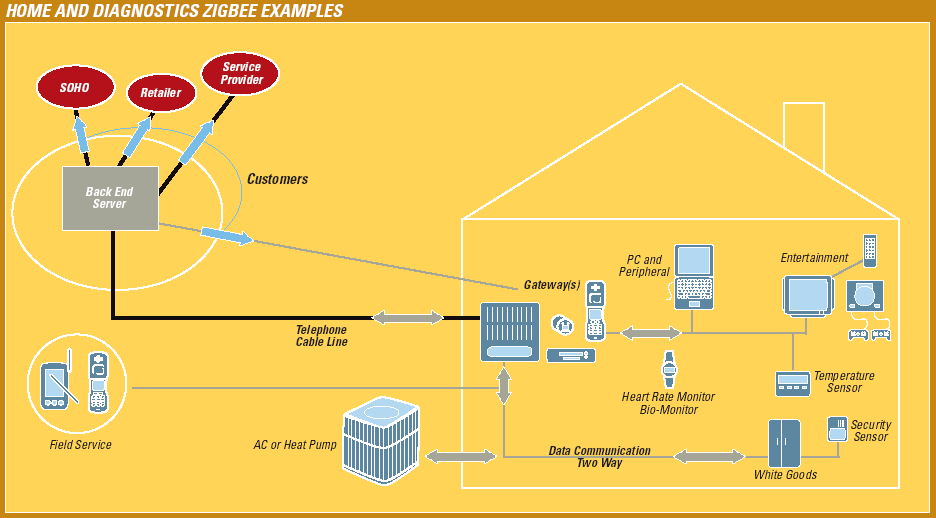 HOME AND DIAGNOSTICS ZIGBEE EXAMPLES
Service
Provider
SOHO
Retailer
Customers
Back End
Server
Entertainment
PC and
Peripheral
Gateway(s)
Telephone
Cable Line
Temperature
Sensor
Heart Rate Monitor
Bio-Monitor
Security
Sensor
Field Service
AC or Heat Pump
Data Communication
Two Way
White Goods